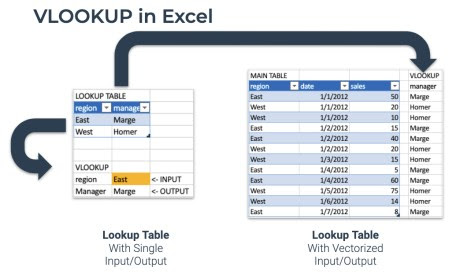 VLOOKUP in Excel
LOOKUP TABLE
region manage
East Marge
West Homer
VLOOKUP
region East <- INPUT
Manager Marge <- OUTPUT
Lookup Table
With Single
Input/Output
MAIN TABLE VLOOKUP
region date sales manager
East 1/1/2012 50 Marge
West 1/1/2012 20 Homer
West 1/1/2012 10 Homer
East 1/2/2012 15 Marge
East 1/2/2012 40 Marge
West 1/2/2012 20 Homer
West 1/3/2012 15 Homer
East 1/4/2012 5 Marge
East 1/4/2012 60 Marge
West 1/5/2012 75 Homer
West 1/6/2012 14 Homer
East 1/7/2012 8 Marge
Lookup Table
With Vectorized
Input/Output